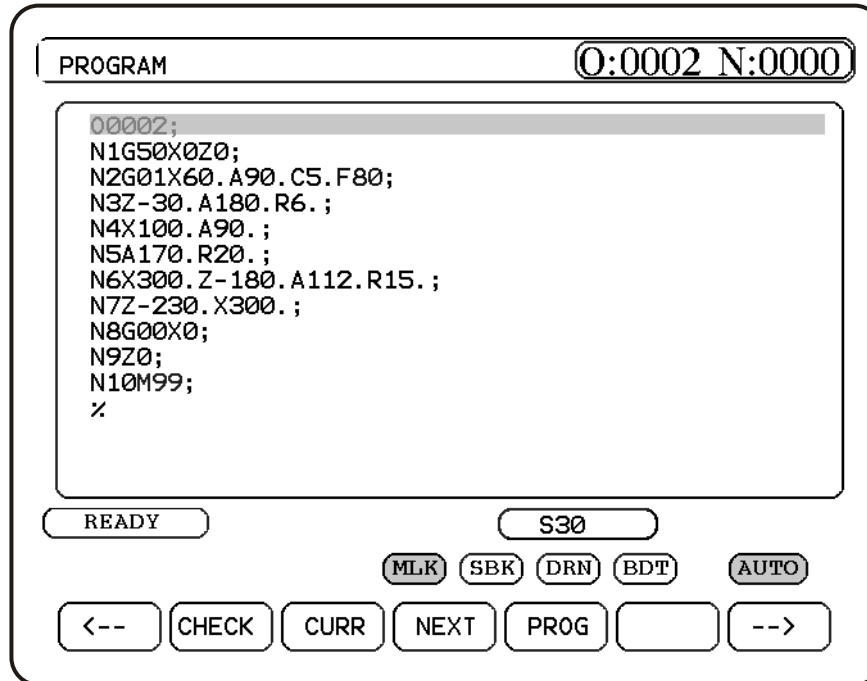 PROGRAM O:0002 N:0000
O0002;
N1G50X0Z0;
N2G01X60.A90.C5.F80;
N3Z-30.A180.R6.;
N4X100.A90.;
N5A170.R20.;
N6X300.Z-180.A112.R15.;
N7Z-230.X300.;
N8G00X0;
N9Z0;
N10M99;
%
READY S30
MLK SBK DRN BDT AUTO
<-- CHECK CURR NEXT PROG -->